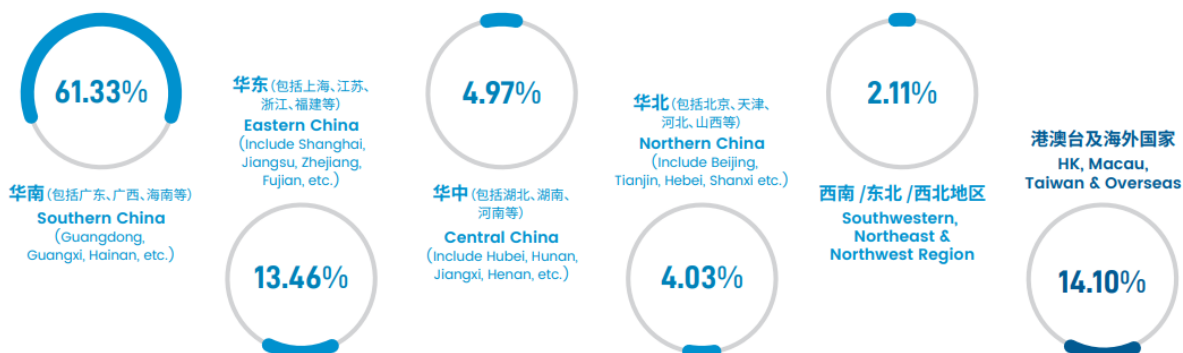 61.33%
华南(包括广东、广西、海南等)
Southern China
(Guangdong,
Guangxi, Hainan, etc.)
华东(包括上海、江苏、
浙江、福建等)
Eastern China
(Include Shanghai,
Jiangsu, Zhejiang,
Fujian, etc.)
13.46%
4.97%
华中(包括湖北、湖南、
河南等)
Central China
(Include Hubei, Hunan,
Jiangxi, Henan, etc.)
华北(包括北京、天津、
河北、山西等)
Northern China
(Include Beijing,
Tianjin, Hebei, Shanxi etc.)
4.03%
2.11%
西南 /东北 /西北地区
Southwestern,
Northeast &
Northwest Region
港澳台及海外国家
HK, Macau,
Taiwan & Overseas
14.10%